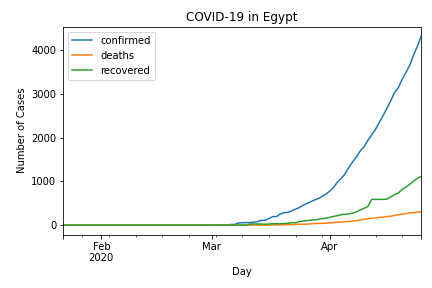 COVID-19 in Egypt
confirmed
deaths
recovered
4000
3000
2000
1000
0
Number of Cases
Feb
2020
Mar
Apr
Day